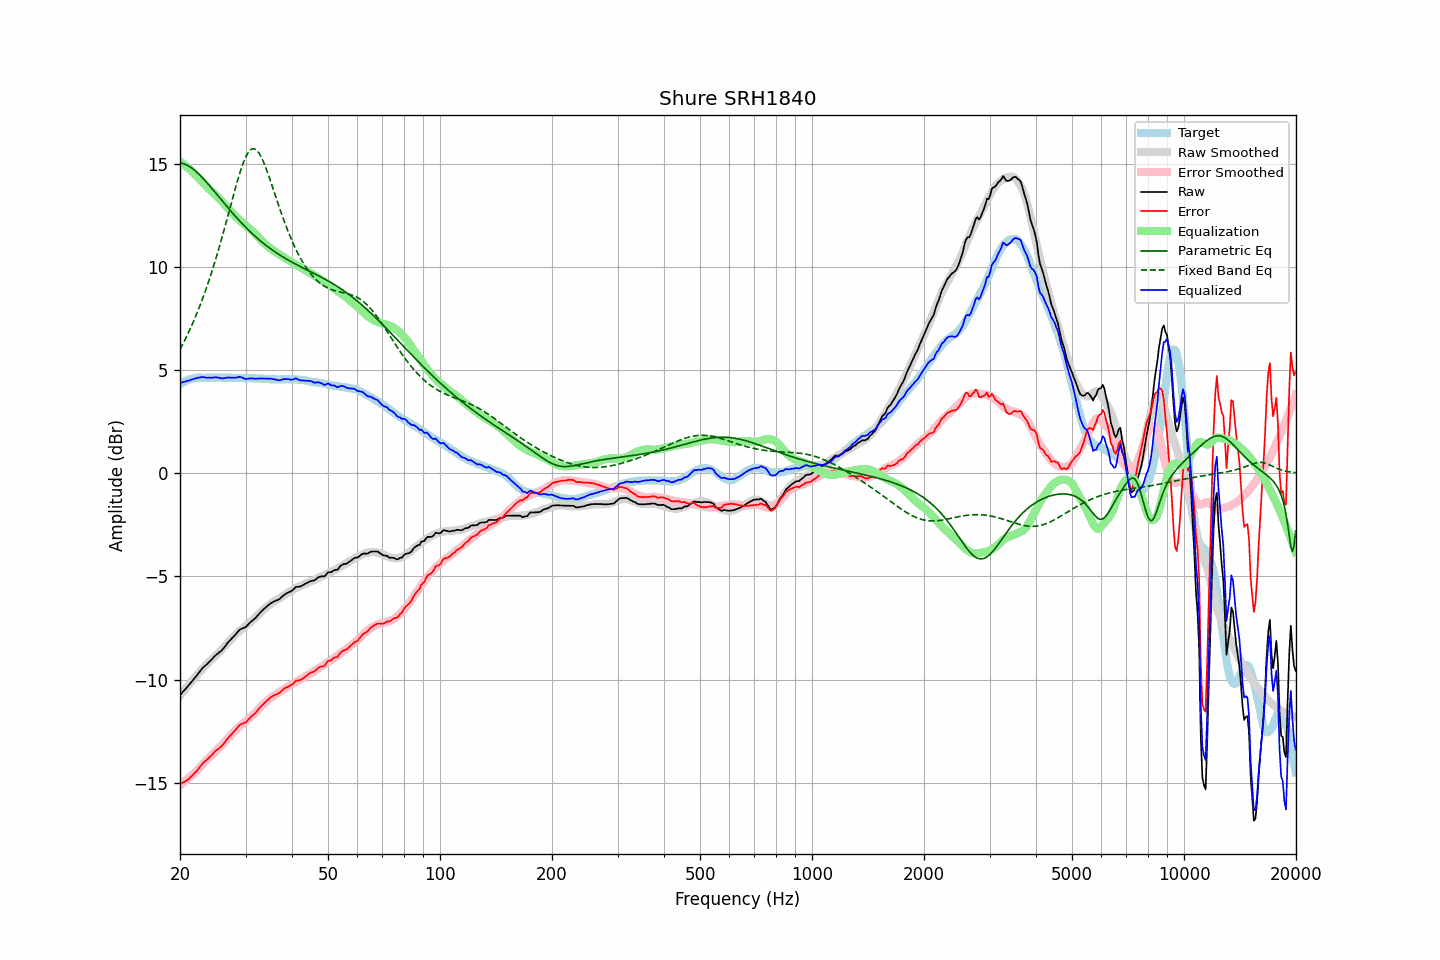 Shure SRH1840
Target
Raw Smoothed
Error Smoothed
Raw
Error
Equalization
Parametric Eq
Fixed Band Eq
Equalized
Amplitude (dBr)
15
10
5
0
−5
−10
−15
20 50 100 200 500 1000 2000 5000 10000 20000
Frequency (Hz)